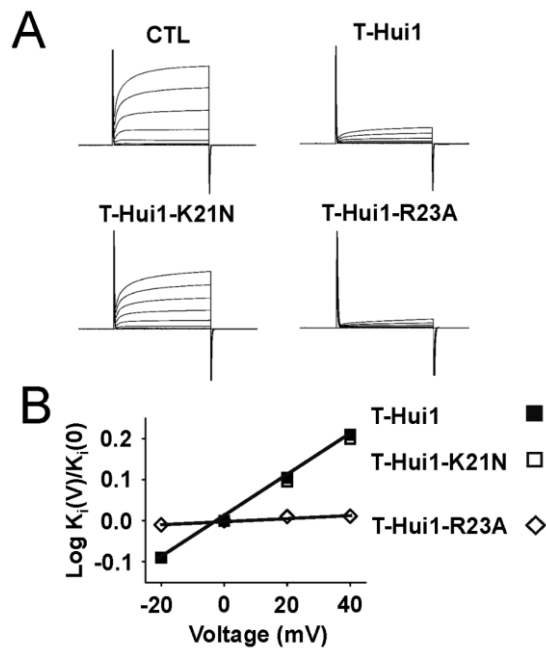 A
CTL
T-Hui1
T-Hui1-K21N
T-Hui1-R23A
B
Log Ki(V)/Ki(0)
0.2
0.1
0.0
-0.1
-20 0 20 40
Voltage (mV)
T-Hui1
T-Hui1-K21N
T-Hui1-R23A